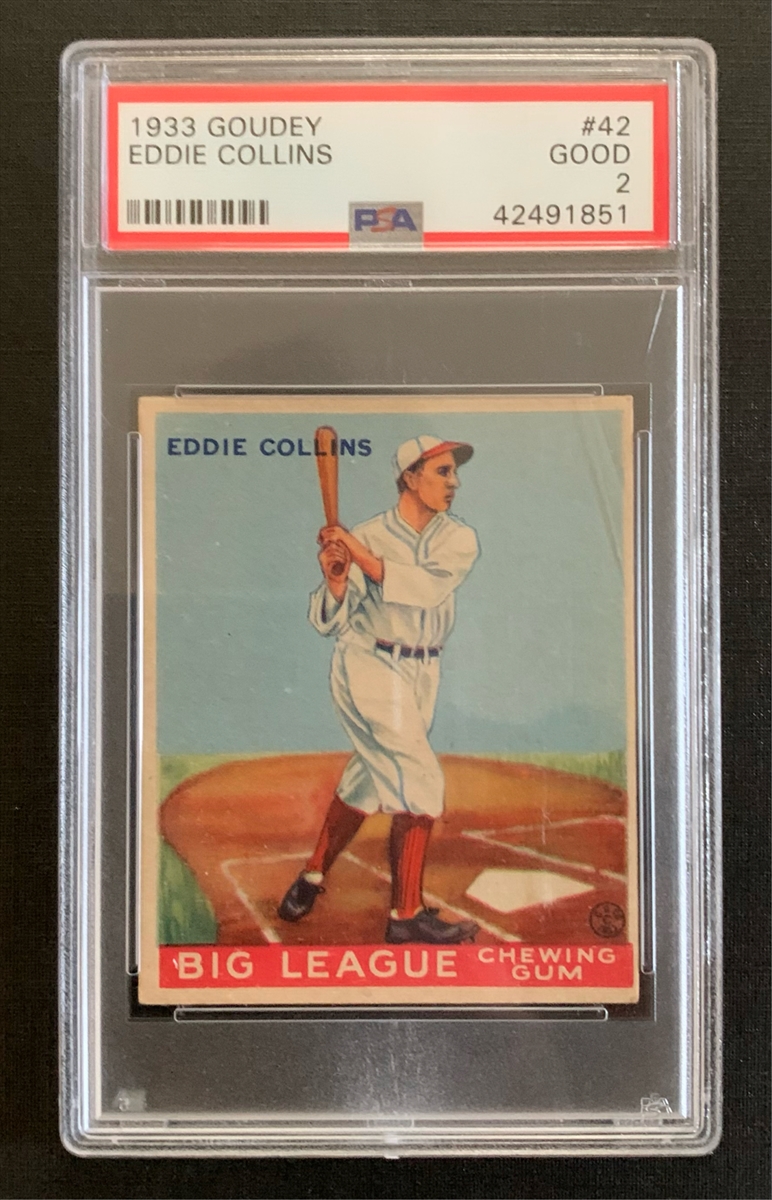 1933 GOUDEY #42
EDDIE COLLINS GOOD
2
PSA 42491851
EDDIE COLLINS
BIG LEAGUE CHEWING
GUM